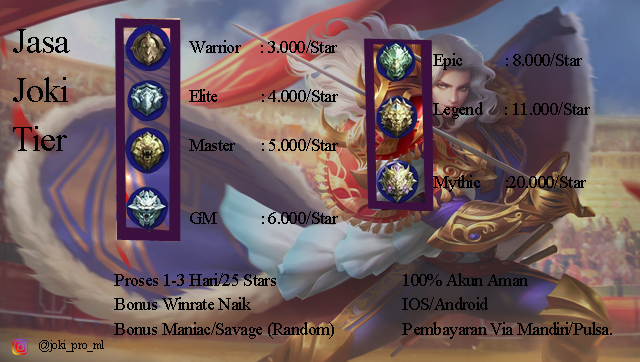 Jasa
Joki
Tier
Warrior : 3.000/Star
Elite : 4.000/Star
Master : 5.000/Star
GM : 6.000/Star
Epic : 8.000/Star
Legend : 11.000/Star
Mythic :20.000/Star
Proses 1-3 Hari/25 Stars
Bonus Winrate Naik
Bonus Maniac/Savage (Random)
100% Akun Aman
IOS/Android
Pembayaran Via Mandiri/Pulsa.
@joki_pro_ml